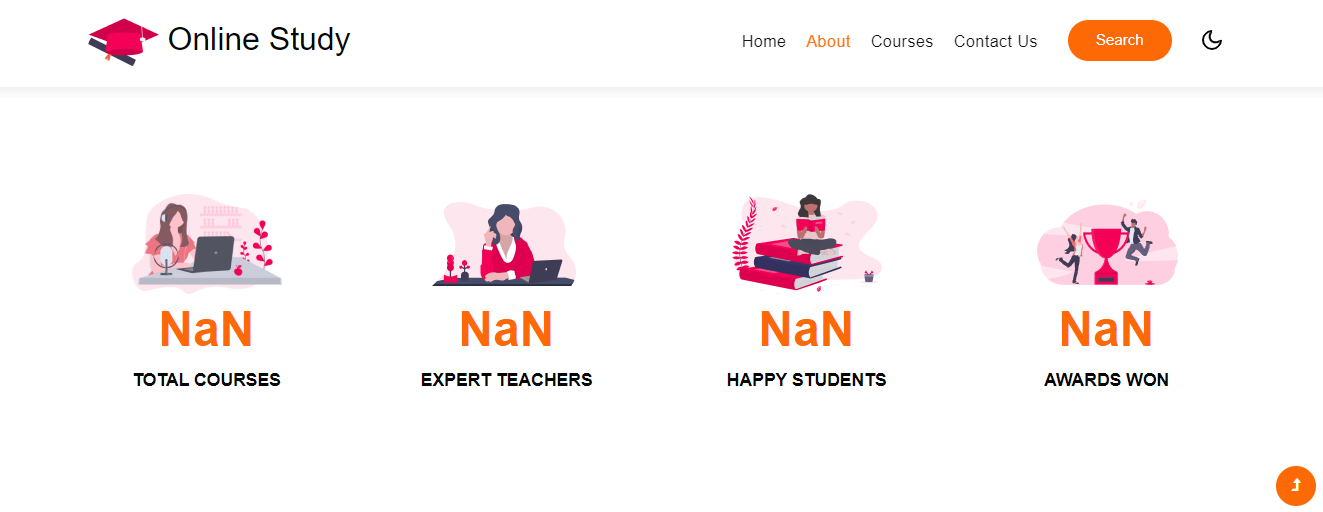 Online Study
Home About Courses Contact Us Search
NaN NaN NaN NaN
TOTAL COURSES EXPERT TEACHERS HAPPY STUDENTS AWARDS WON